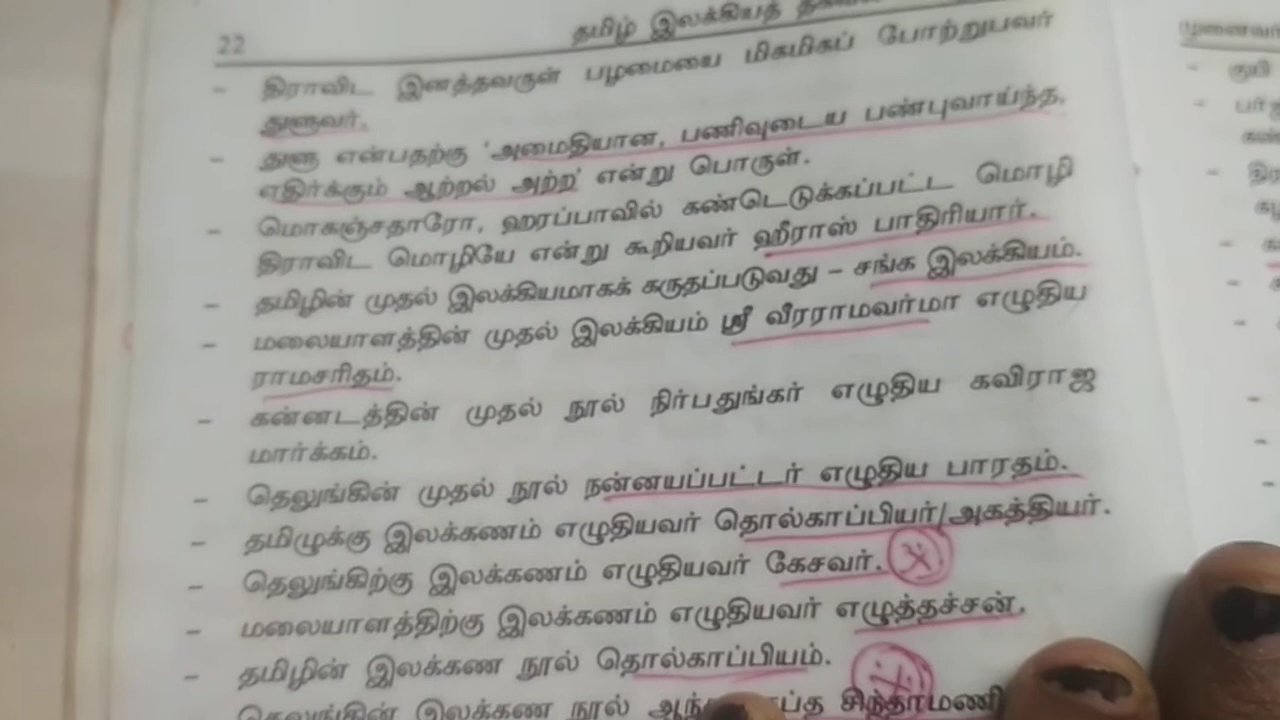 22 தமிழ் இலக்கியத்
- திராவிட இனத்தவருள் பழமையை மிகமிகப் போற்றுபவர்
துளுவர்.
- துளு என்பதற்கு 'அமைதியான, பணிவுடைய பண்புவாய்ந்த,
எதிர்க்கும் ஆற்றல் அற்ற' என்று பொருள்.
- மொகஞ்சதாரோ, ஹரப்பாவில் கண்டெடுக்கப்பட்ட மொழி
திராவிட மொழியே என்று கூறியவர் ஹீராஸ் பாதிரியார்.
- தமிழின் முதல் இலக்கியமாகக் கருதப்படுவது – சங்க இலக்கியம்.
- மலையாளத்தின் முதல் இலக்கியம் ஸ்ரீ வீரராமவர்மா எழுதிய
ராமசரிதம்.
- கன்னடத்தின் முதல் நூல் நிர்பதுங்கர் எழுதிய கவிராஜ
மார்க்கம்.
- தெலுங்கின் முதல் நூல் நன்னயப்பட்டர் எழுதிய பாரதம்.
- தமிழுக்கு இலக்கணம் எழுதியவர் தொல்காப்பியர்/அகத்தியர்.
- தெலுங்கிற்கு இலக்கணம் எழுதியவர் கேசவர்.
- மலையாளத்திற்கு இலக்கணம் எழுதியவர் எழுத்தச்சன்.
- தமிழின் இலக்கண நூல் தொல்காப்பியம்.
தெலுங்கின் இலக்கண நூல் சிந்தாமணி